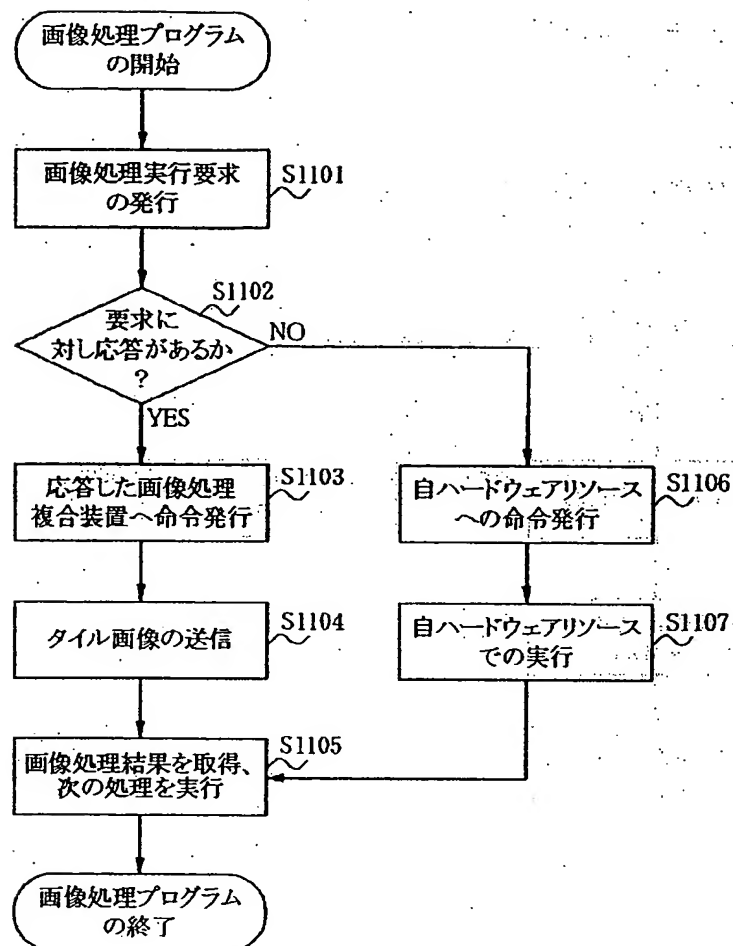 画像処理プログラム
の開始
画像処理実行要求
の発行
S1101
S1102
要求に
対し応答があるか
?
NO
YES
応答した画像処理
複合装置へ命令発行
S1103
自ハードウェアリソース
への命令発行
S1106
タイル画像の送信
S1104
自ハードウェアリソース
での実行
S1107
画像処理結果を取得、
次の処理を実行
S1105
画像処理プログラム
の終了